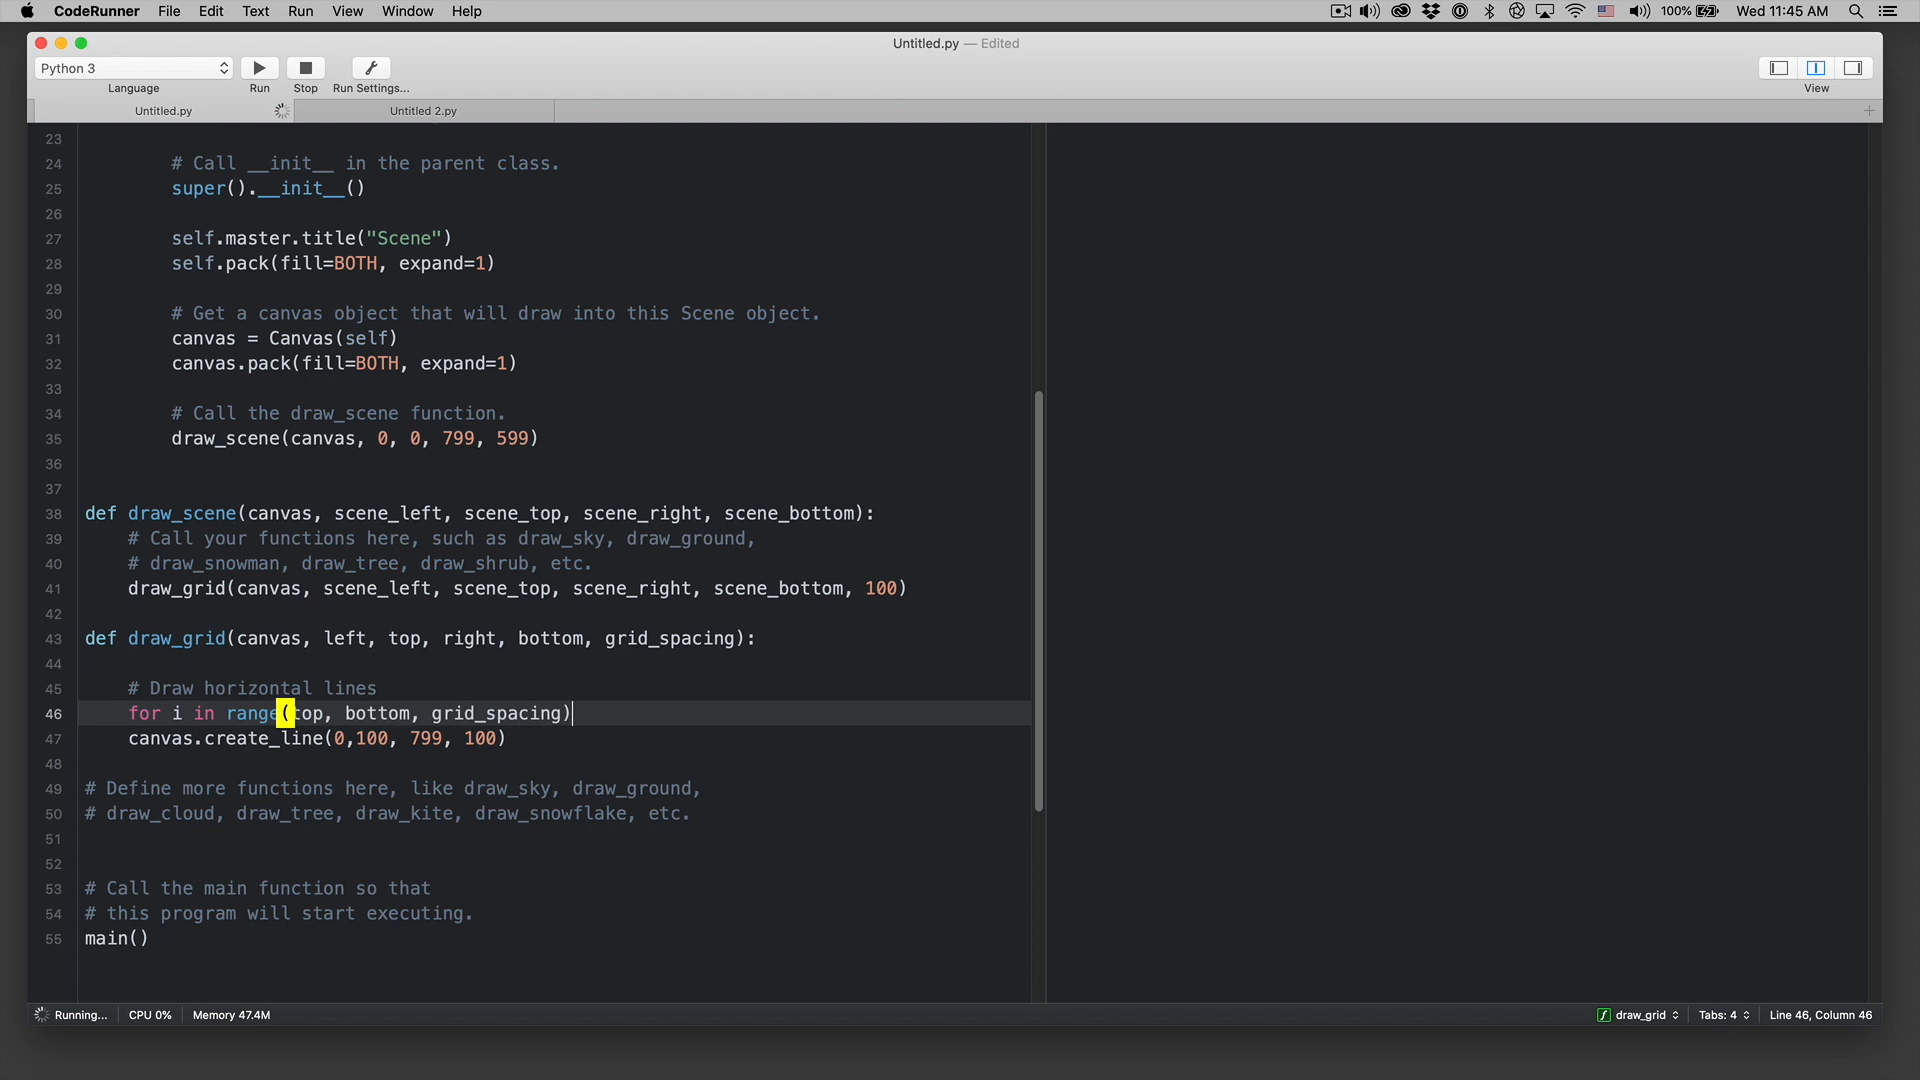 CodeRunner File Edit Text Run View Window Help 100% Wed 11:45 AM
Untitled.py — Edited
Python 3
Language Run Stop Run Settings... View
Untitled.py Untitled 2.py
23
24 # Call __init__ in the parent class.
25 super().__init__()
26
27 self.master.title("Scene")
28 self.pack(fill=BOTH, expand=1)
29
30 # Get a canvas object that will draw into this Scene object.
31 canvas = Canvas(self)
32 canvas.pack(fill=BOTH, expand=1)
33
34 # Call the draw_scene function.
35 draw_scene(canvas, 0, 0, 799, 599)
36
37
38 def draw_scene(canvas, scene_left, scene_top, scene_right, scene_bottom):
39 # Call your functions here, such as draw_sky, draw_ground,
40 # draw_snowman, draw_tree, draw_shrub, etc.
41 draw_grid(canvas, scene_left, scene_top, scene_right, scene_bottom, 100)
42
43 def draw_grid(canvas, left, top, right, bottom, grid_spacing):
44
45 # Draw horizontal lines
46 for i in range(top, bottom, grid_spacing)
47 canvas.create_line(0,100, 799, 100)
48
49 # Define more functions here, like draw_sky, draw_ground,
50 # draw_cloud, draw_tree, draw_kite, draw_snowflake, etc.
51
52
53 # Call the main function so that
54 # this program will start executing.
55 main()
Running... CPU 0% Memory 47.4M f draw_grid Tabs: 4 Line 46, Column 46